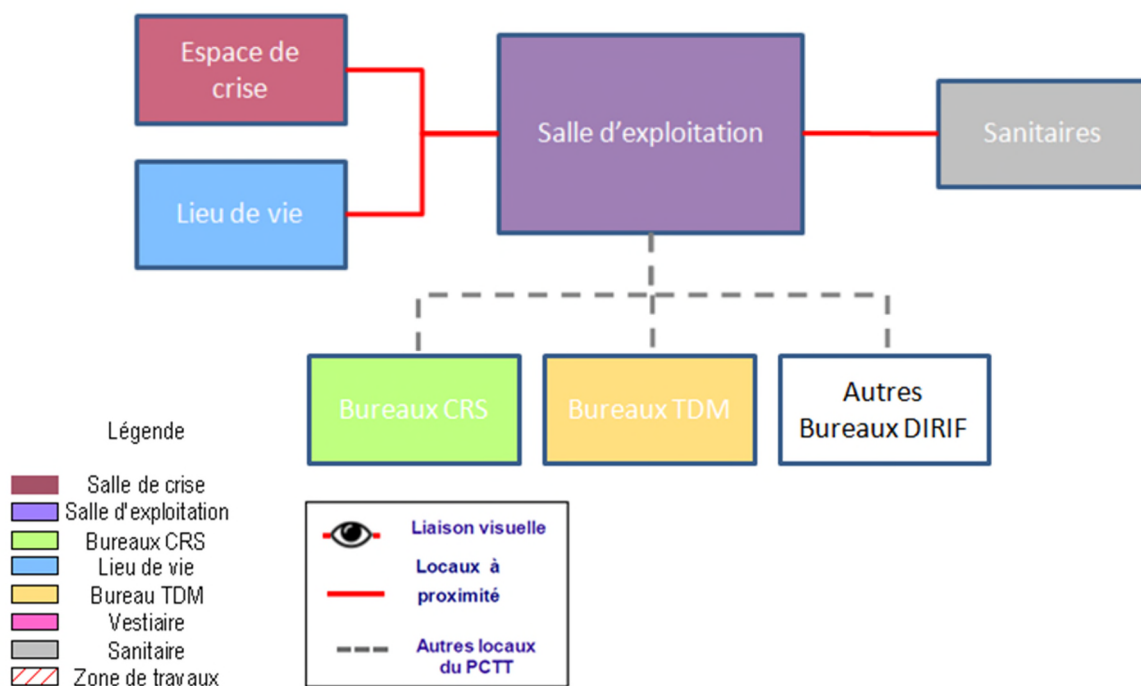 Espace de
crise
Salle d'exploitation
Sanitaires
Lieu de vie
Bureaux CRS
Bureaux TDM
Autres
Bureaux DIRIF
Légende
Salle de crise
Salle d'exploitation
Bureaux CRS
Lieu de vie
Bureau TDM
Vestiaire
Sanitaire
Zone de travaux
Liaison visuelle
Locaux à
proximité
Autres locaux
du PCTT